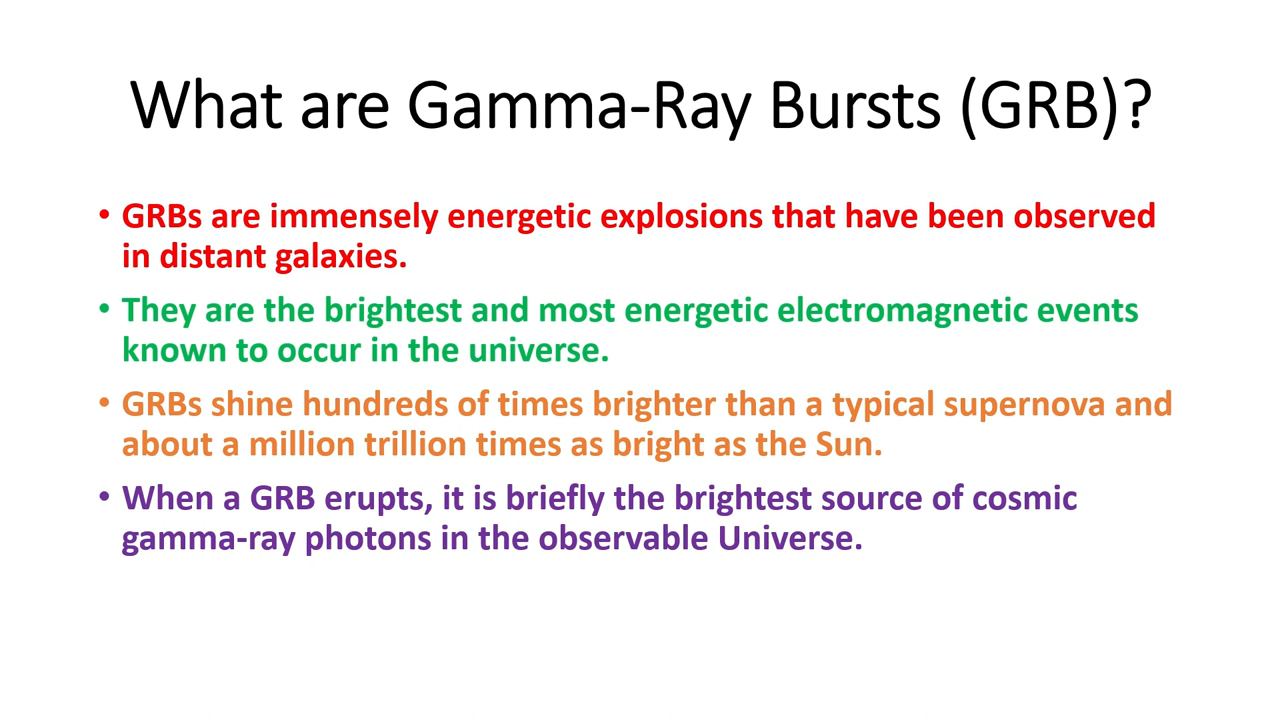 What are Gamma-Ray Bursts (GRB)?
• GRBs are immensely energetic explosions that have been observed
in distant galaxies.
• They are the brightest and most energetic electromagnetic events
known to occur in the universe.
• GRBs shine hundreds of times brighter than a typical supernova and
about a million trillion times as bright as the Sun.
• When a GRB erupts, it is briefly the brightest source of cosmic
gamma-ray photons in the observable Universe.